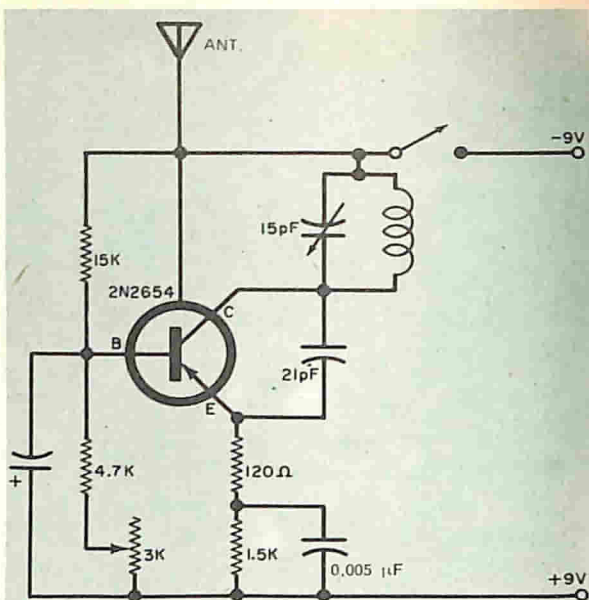 ANT.
-9V
15pF
15K
2N2654
C
B
21pF
E
4.7K
120Ω
3K
1.5K
0.005 µF
+
+9V